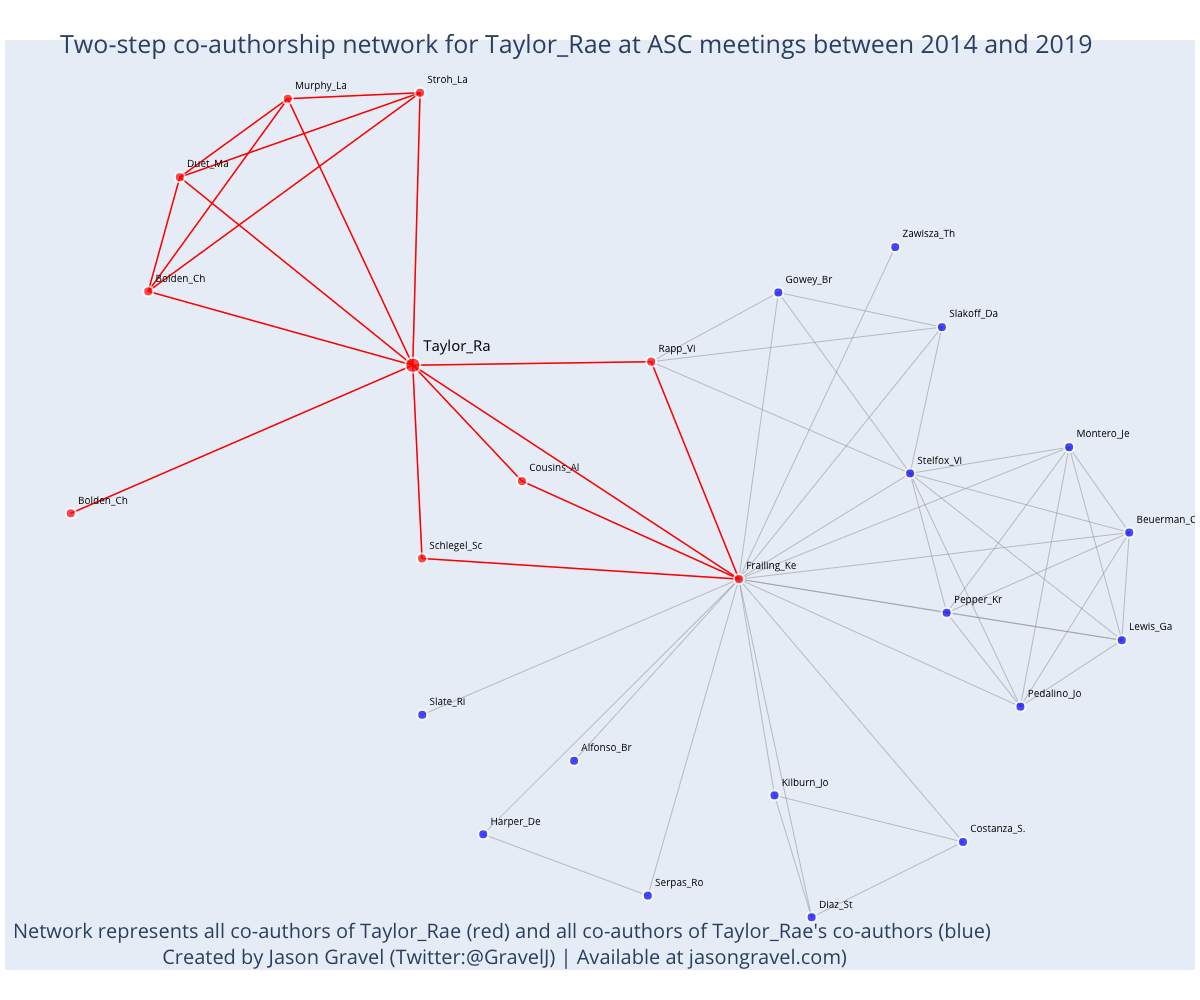 Two-step co-authorship network for Taylor_Rae at ASC meetings between 2014 and 2019
Stroh_La
Murphy_La
Duet_Ma
Zawisza_Th
Bolden_Ch
Gowey_Br
Slakoff_Da
Taylor_Ra
Rapp_Vi
Montero_Je
Stelfox_Vi
Cousins_Al
Bolden_Ch
Beuerman_C
Schlegel_Sc
Frailing_Ke
Pepper_Kr
Lewis_Ga
Pedalino_Jo
Slate_Ri
Alfonso_Br
Kilburn_Jo
Harper_De
Costanza_S.
Serpas_Ro
Diaz_St
Network represents all co-authors of Taylor_Rae (red) and all co-authors of Taylor_Rae's co-authors (blue)
Created by Jason Gravel (Twitter:@GravelJ) | Available at jasongravel.com)